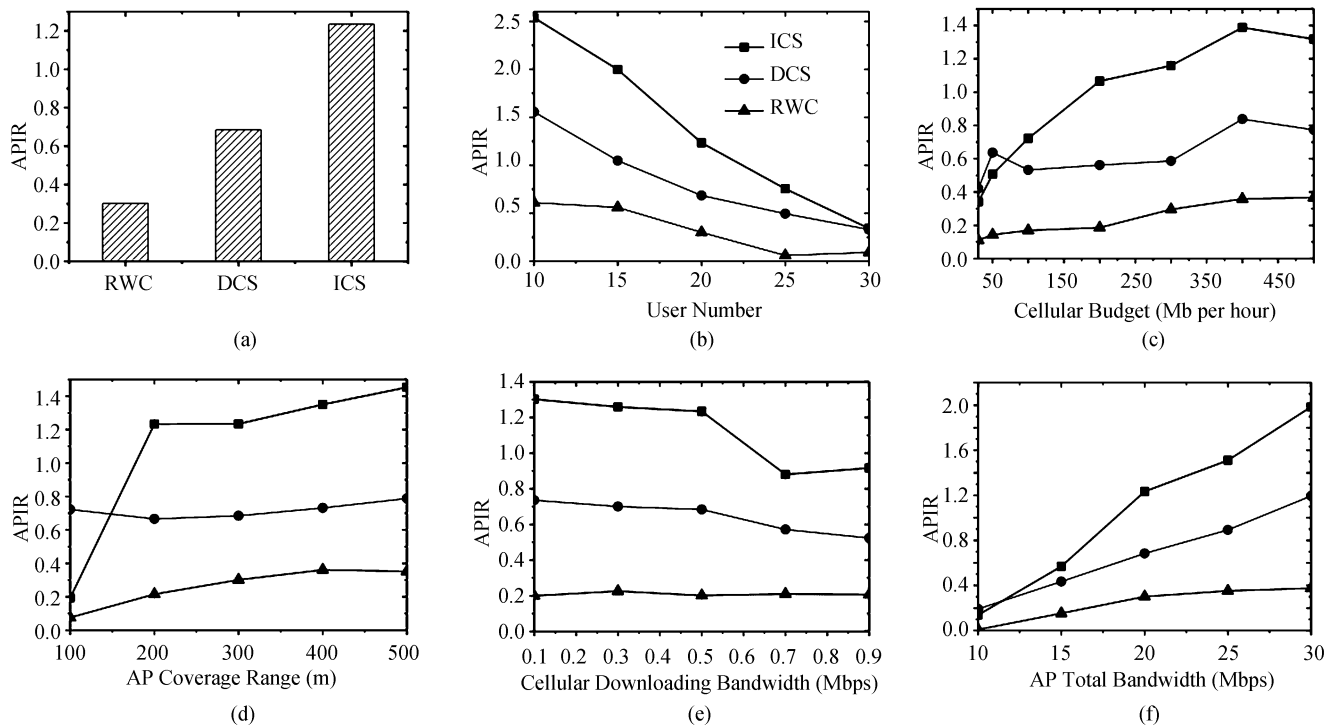 1.2
1.0
0.8
0.6
0.4
0.2
0.0
APIR
RWC DCS ICS
(a)
2.5
2.0
1.5
1.0
0.5
0.0
APIR
ICS
DCS
RWC
10 15 20 25 30
User Number
(b)
1.4
1.2
1.0
0.8
0.6
0.4
0.2
0.0
APIR
50 150 250 350 450
Cellular Budget (Mb per hour)
(c)
1.4
1.2
1.0
0.8
0.6
0.4
0.2
0.0
APIR
100 200 300 400 500
AP Coverage Range (m)
(d)
1.4
1.2
1.0
0.8
0.6
0.4
0.2
0.0
APIR
0.1 0.2 0.3 0.4 0.5 0.6 0.7 0.8 0.9
Cellular Downloading Bandwidth (Mbps)
(e)
2.0
1.6
1.2
0.8
0.4
0.0
APIR
10 15 20 25 30
AP Total Bandwidth (Mbps)
(f)